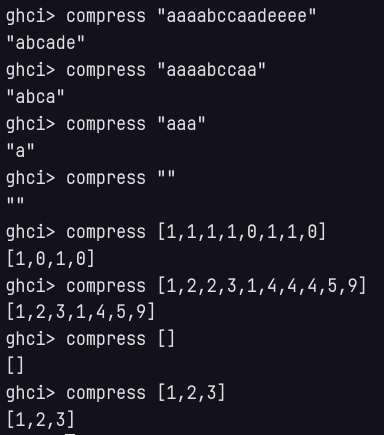 ghci> compress "aaaabccaadeeee"
"abcade"
ghci> compress "aaaabccaa"
"abca"
ghci> compress "aaa"
"a"
ghci> compress ""
""
ghci> compress [1,1,1,1,0,1,1,0]
[1,0,1,0]
ghci> compress [1,2,2,3,1,4,4,4,5,9]
[1,2,3,1,4,5,9]
ghci> compress []
[]
ghci> compress [1,2,3]
[1,2,3]